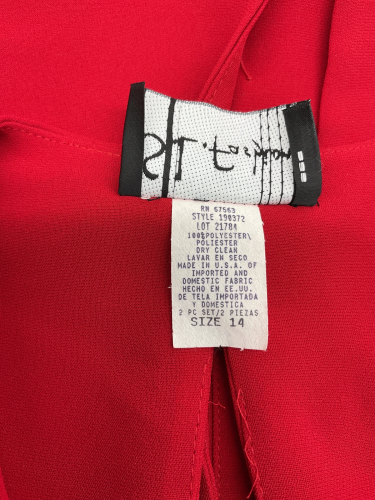 RN 67563
STYLE 190372
LOT 21784
100% POLYESTER\
POLIESTER
DRY CLEAN
LAVAR EN SECO
MADE IN U.S.A. OF
IMPORTED AND
DOMESTIC FABRIC
HECHO EN EE.UU.
DE TELA IMPORTADA
Y DOMESTICA
2 PC SET/2 PIEZAS
SIZE 14